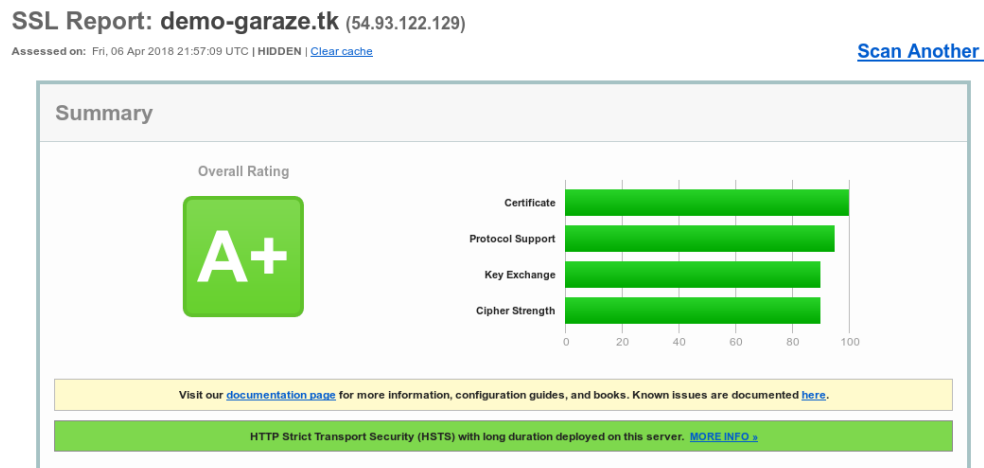 SSL Report: demo-garaze.tk (54.93.122.129)
Assessed on: Fri, 06 Apr 2018 21:57:09 UTC | HIDDEN | Clear cache
Scan Another
Summary
Overall Rating
A+
Certificate
Protocol Support
Key Exchange
Cipher Strength
0 20 40 60 80 100
Visit our documentation page for more information, configuration guides, and books. Known issues are documented here.
HTTP Strict Transport Security (HSTS) with long duration deployed on this server. MORE INFO »